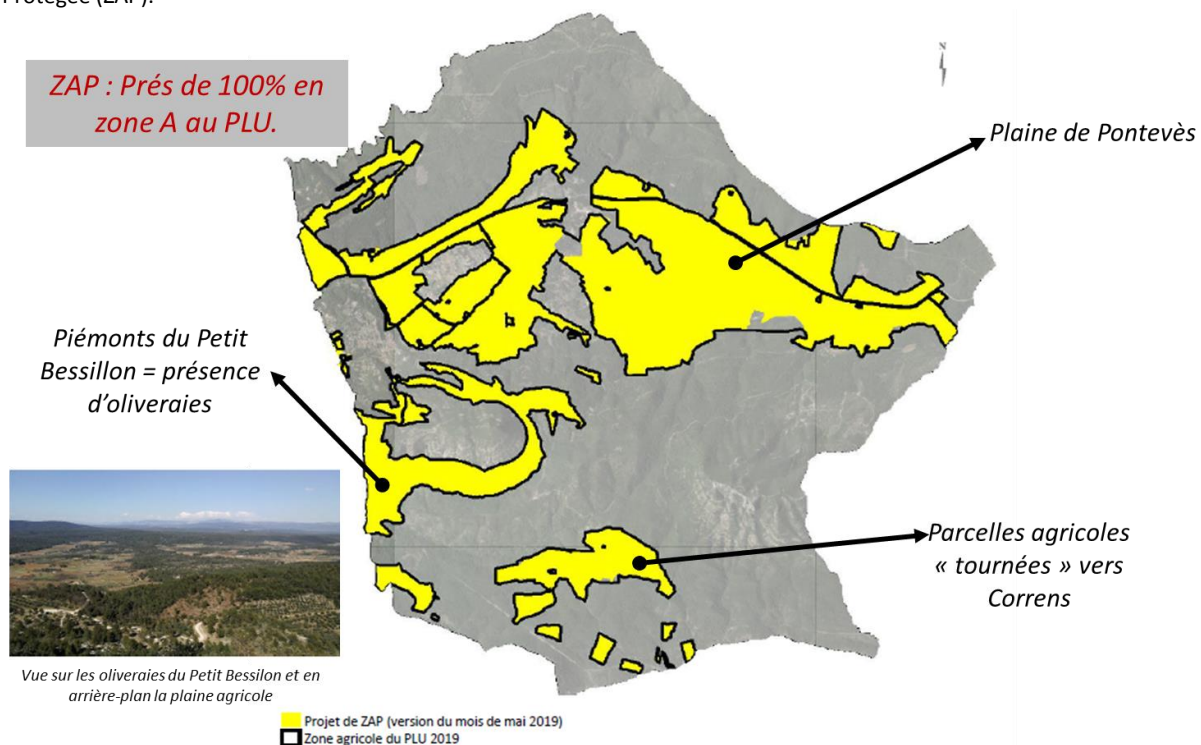 Protégée (ZAP).
ZAP : Prés de 100% en
zone A au PLU.
N
Plaine de Pontevès
Piémonts du Petit
Bessillon = présence
d’oliveraies
Parcelles agricoles
« tournées » vers
Correns
Vue sur les oliveraies du Petit Bessilon et en
arrière-plan la plaine agricole
Projet de ZAP (version du mois de mai 2019)
Zone agricole du PLU 2019